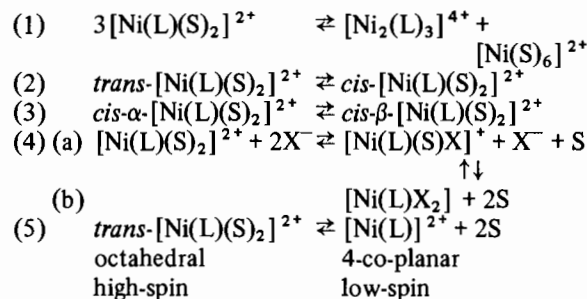 (1) 3[Ni(L)(S)₂]²⁺ ⇌ [Ni₂(L)₃]⁴⁺ +
[Ni(S)₆]²⁺
(2) trans-[Ni(L)(S)₂]²⁺ ⇌ cis-[Ni(L)(S)₂]²⁺
(3) cis-α-[Ni(L)(S)₂]²⁺ ⇌ cis-β-[Ni(L)(S)₂]²⁺
(4) (a) [Ni(L)(S)₂]²⁺ + 2X⁻ ⇌ [Ni(L)(S)X]⁺ + X⁻ + S
↑↓
(b) [Ni(L)X₂] + 2S
(5) trans-[Ni(L)(S)₂]²⁺ ⇌ [Ni(L)]²⁺ + 2S
octahedral 4-co-planar
high-spin low-spin